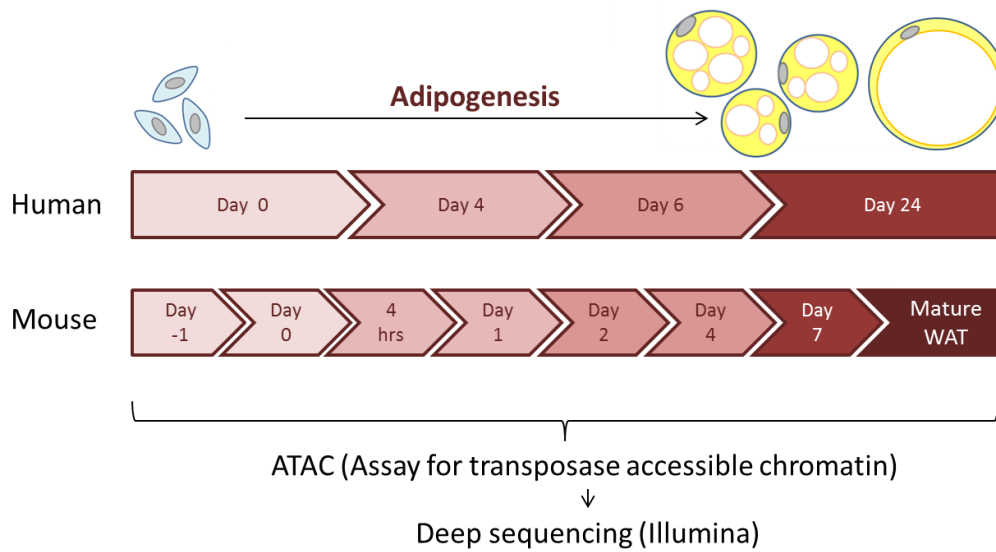 Adipogenesis
Human
Day 0
Day 4
Day 6
Day 24
Mouse
Day
-1
Day
0
4
hrs
Day
1
Day
2
Day
4
Day
7
Mature
WAT
ATAC (Assay for transposase accessible chromatin)
Deep sequencing (Illumina)